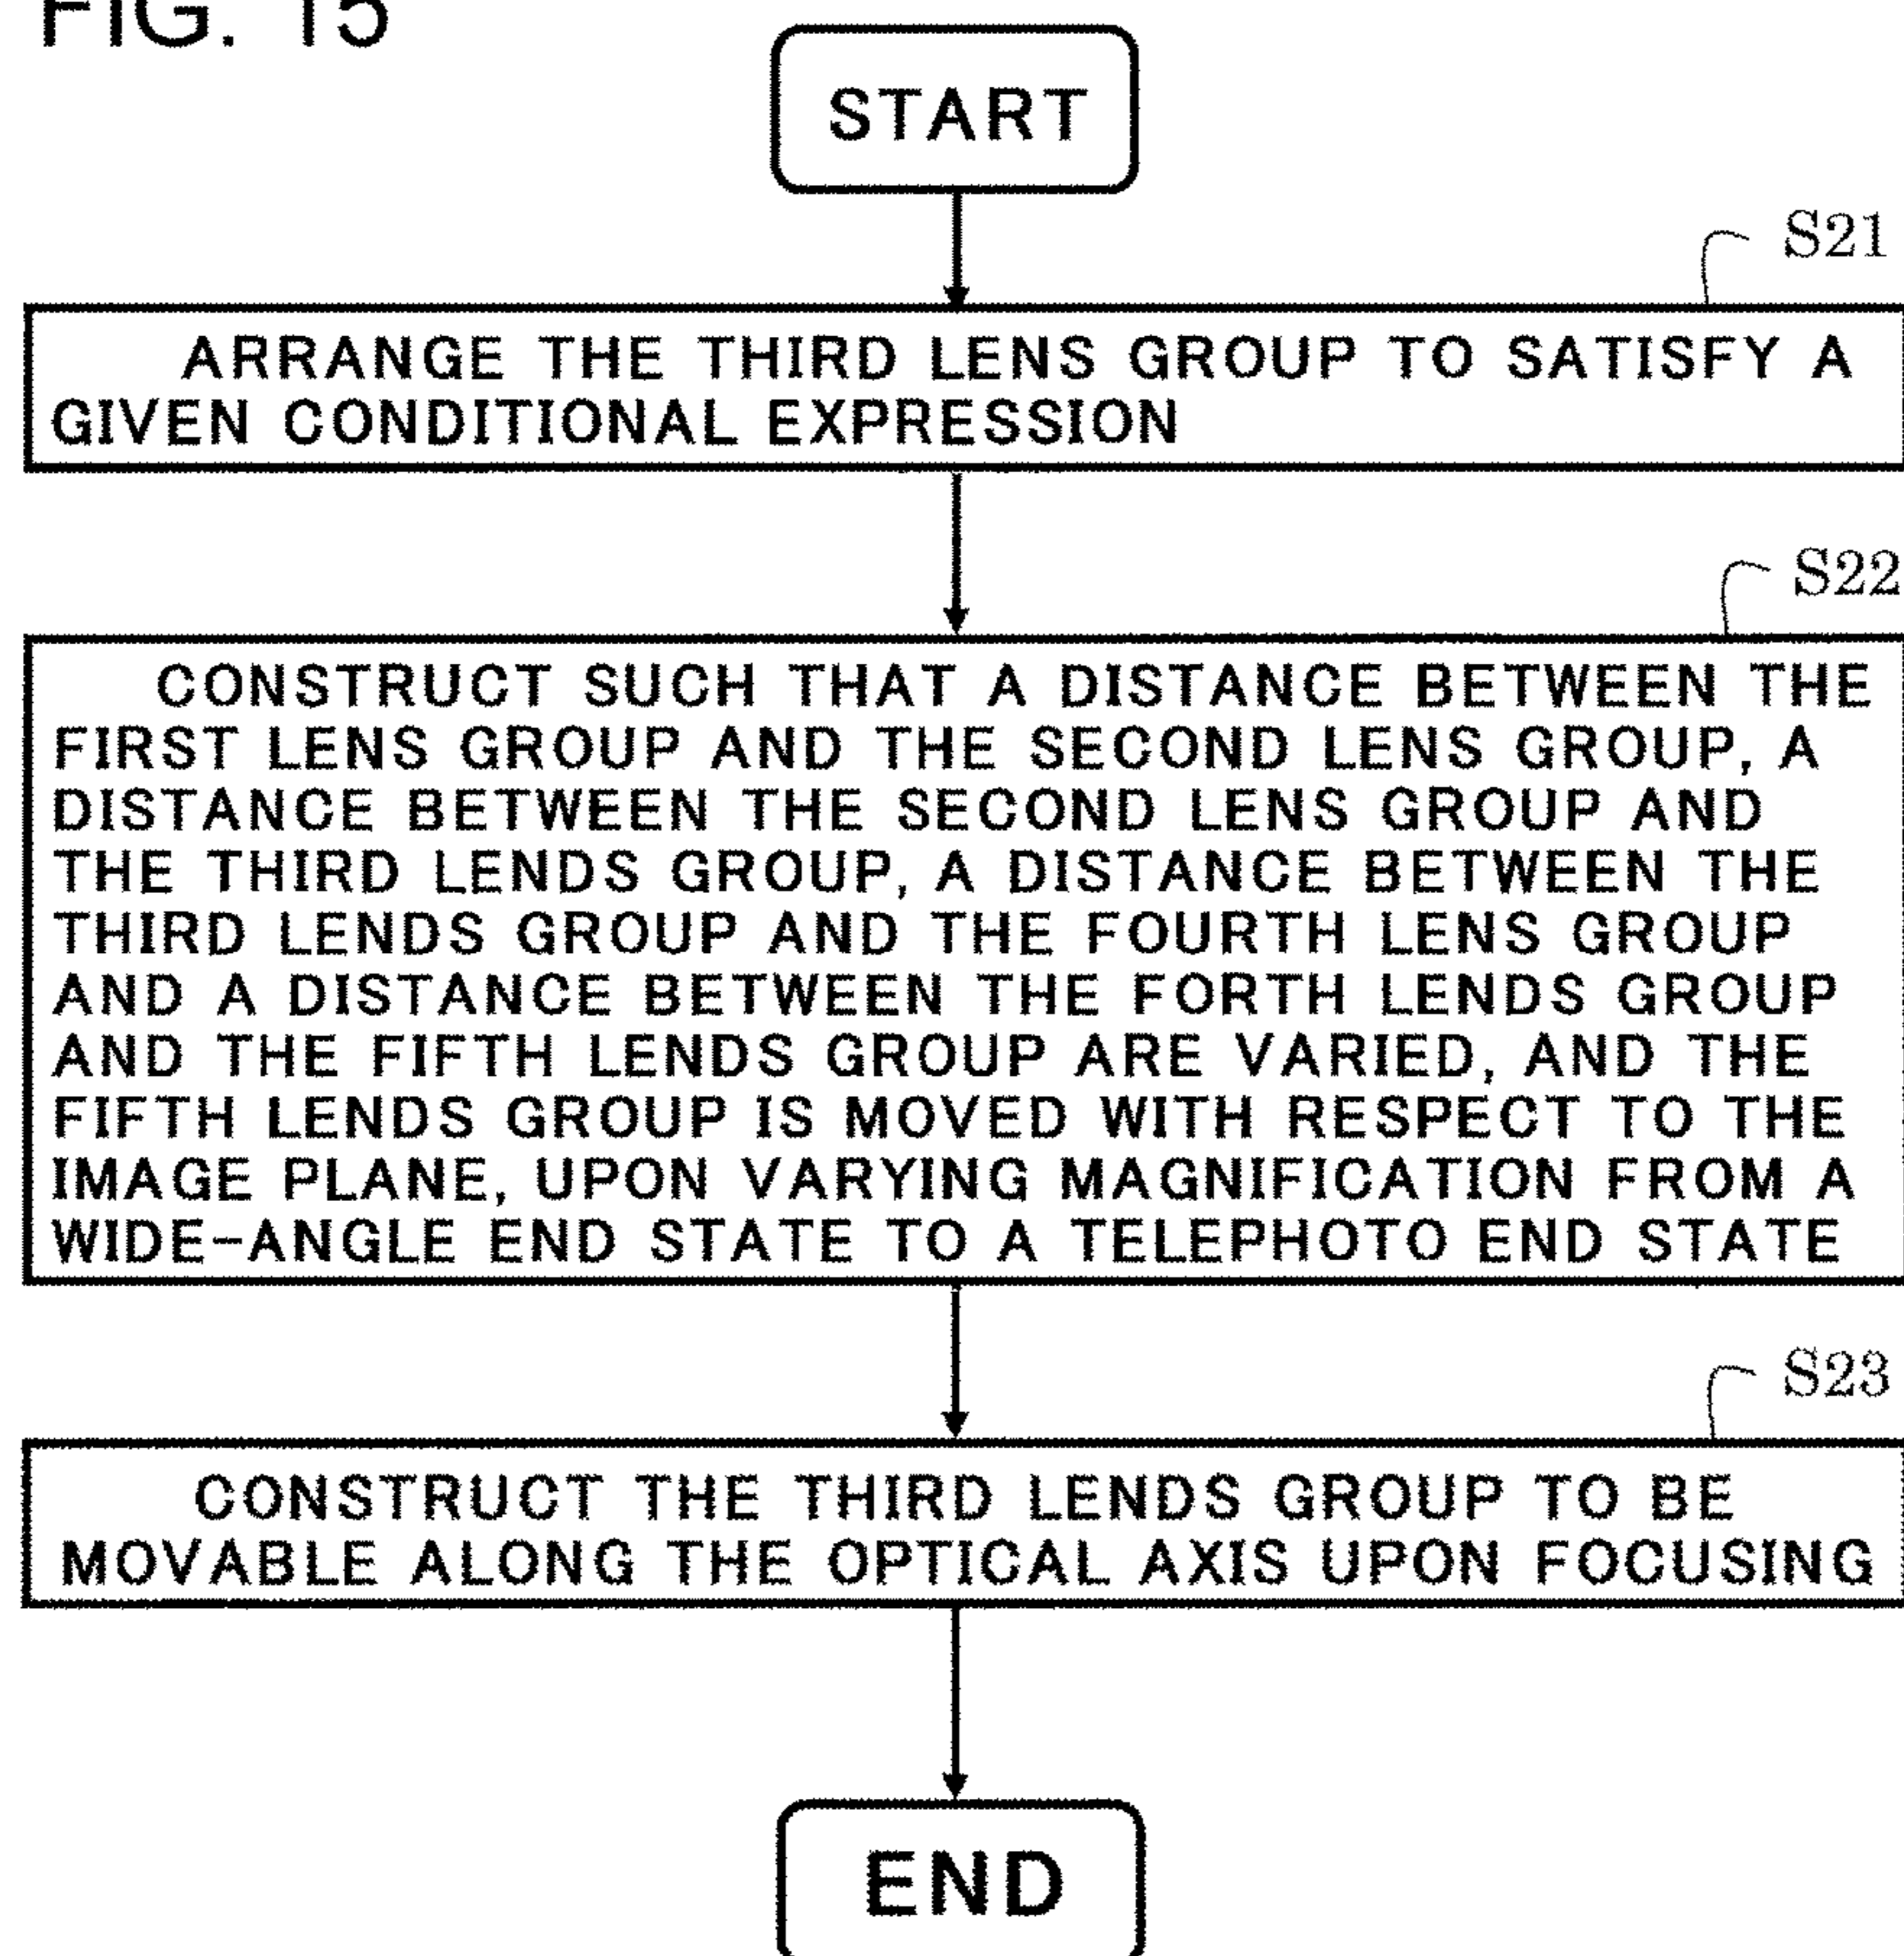 FIG. 15
START
S21
ARRANGE THE THIRD LENS GROUP TO SATISFY A
GIVEN CONDITIONAL EXPRESSION
S22
CONSTRUCT SUCH THAT A DISTANCE BETWEEN THE
FIRST LENS GROUP AND THE SECOND LENS GROUP, A
DISTANCE BETWEEN THE SECOND LENS GROUP AND
THE THIRD LENDS GROUP, A DISTANCE BETWEEN THE
THIRD LENDS GROUP AND THE FOURTH LENS GROUP
AND A DISTANCE BETWEEN THE FORTH LENDS GROUP
AND THE FIFTH LENDS GROUP ARE VARIED, AND THE
FIFTH LENDS GROUP IS MOVED WITH RESPECT TO THE
IMAGE PLANE, UPON VARYING MAGNIFICATION FROM A
WIDE-ANGLE END STATE TO A TELEPHOTO END STATE
S23
CONSTRUCT THE THIRD LENDS GROUP TO BE
MOVABLE ALONG THE OPTICAL AXIS UPON FOCUSING
END